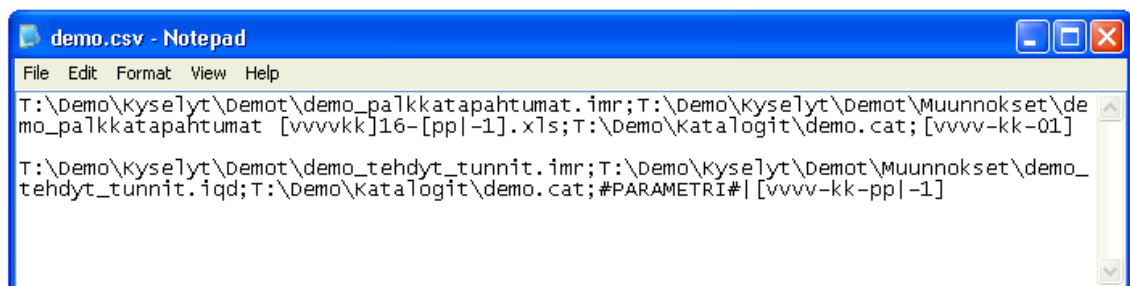 demo.csv - Notepad
File Edit Format View Help
T:\Demo\Kyselyt\Demot\demo_palkkatapahtumat.imr;T:\Demo\Kyselyt\Demot\Muunnokset\de
mo_palkkatapahtumat [vvvvkk]16-[pp|-1].xls;T:\Demo\Katalogit\demo.cat;[vvvv-kk-01]
T:\Demo\Kyselyt\Demot\demo_tehdyt_tunnit.imr;T:\Demo\Kyselyt\Demot\Muunnokset\demo_
tehdyt_tunnit.iqd;T:\Demo\Katalogit\demo.cat;#PARAMETRI#|[vvvv-kk-pp|-1]